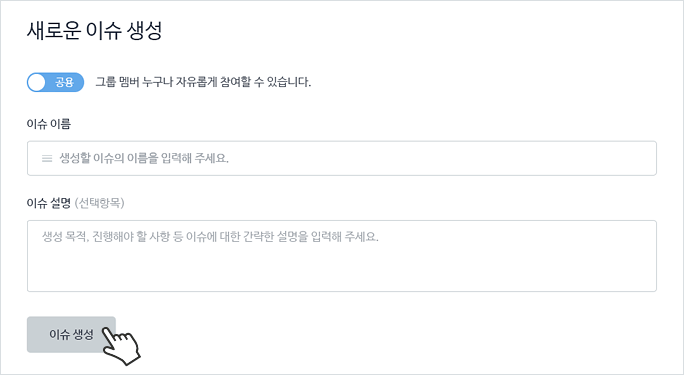 새로운 이슈 생성
공용 그룹 멤버 누구나 자유롭게 참여할 수 있습니다.
이슈 이름
생성할 이슈의 이름을 입력해 주세요.
이슈 설명 (선택항목)
생성 목적, 진행해야 할 사항 등 이슈에 대한 간략한 설명을 입력해 주세요.
이슈 생성